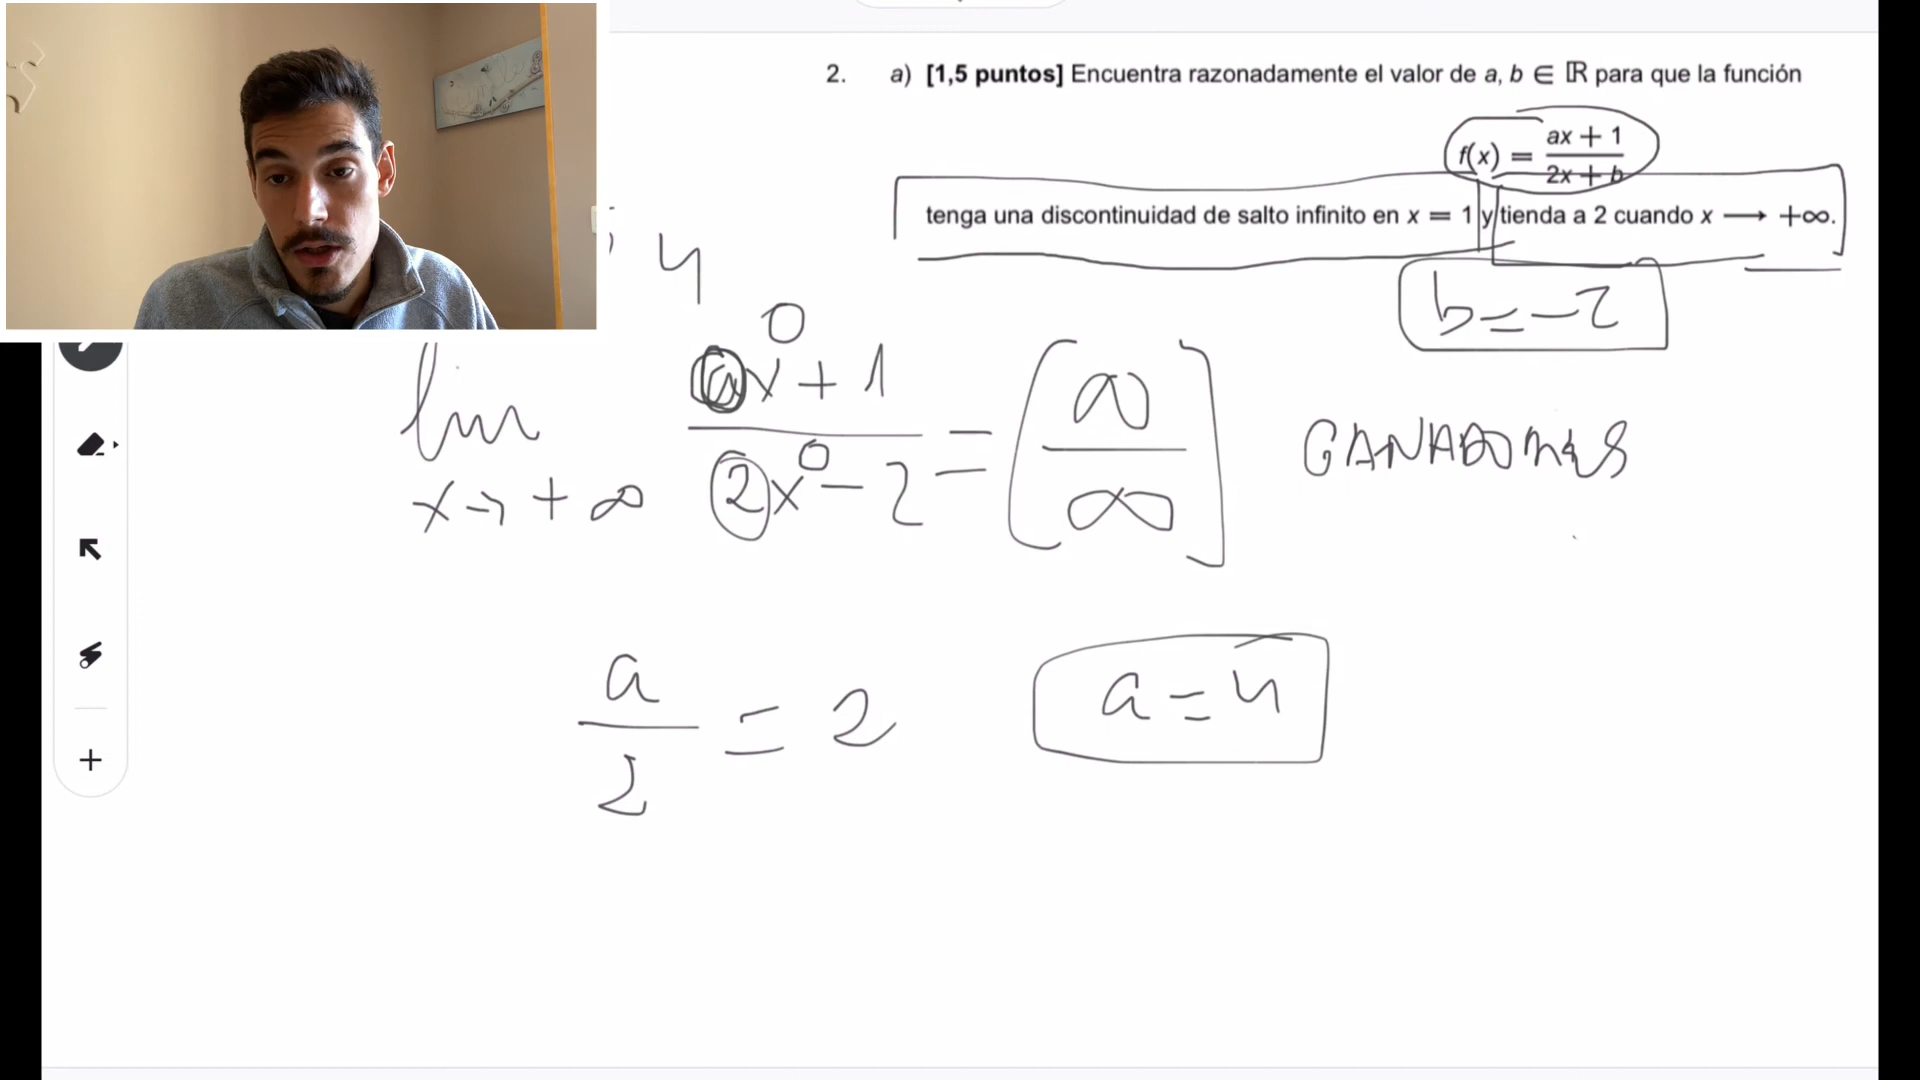 2. a) [1,5 puntos] Encuentra razonadamente el valor de a, b ∈ ℝ para que la función
f(x) = ax + 1 / 2x + b
tenga una discontinuidad de salto infinito en x = 1 y tienda a 2 cuando x ⟶ +∞.
4
b = -2
lim x→+∞ ax + 1 / 2x - 2 = [∞ / ∞]
a / 2 = 2
a = 4